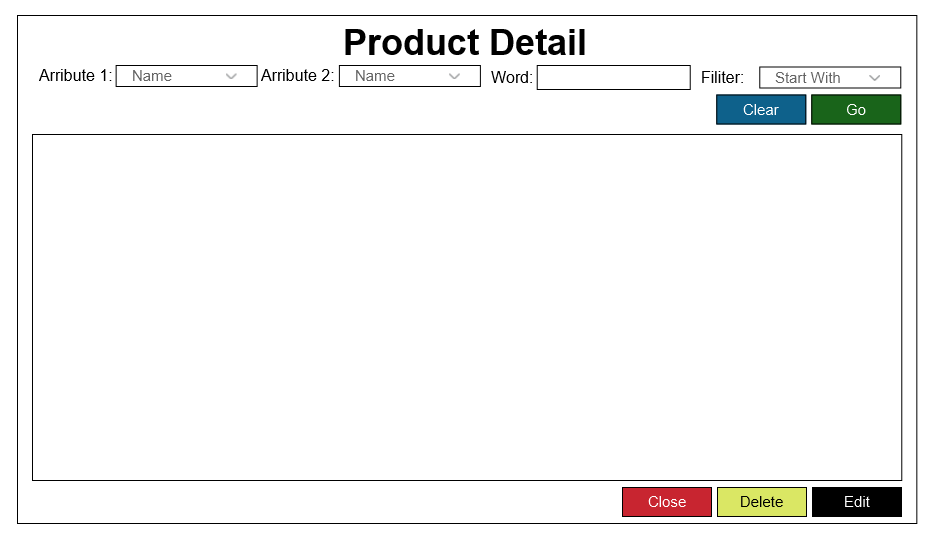 Product Detail
Arribute 1: Name Arribute 2: Name Word: Filiter: Start With
Clear Go
Close Delete Edit